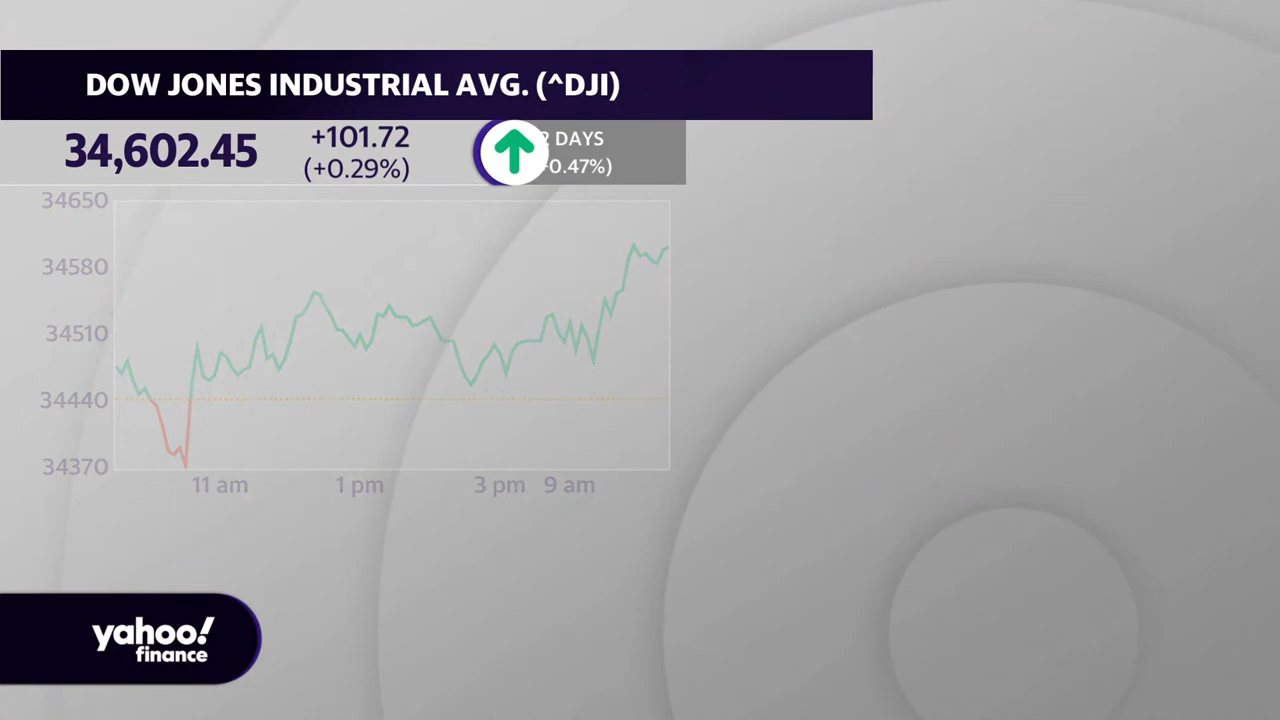 DOW JONES INDUSTRIAL AVG. (^DJI)
34,602.45
+101.72
(+0.29%)
DAYS
0.47%)
34650
34580
34510
34440
34370
11 am
1 pm
3 pm
9 am
yahoo!
finance